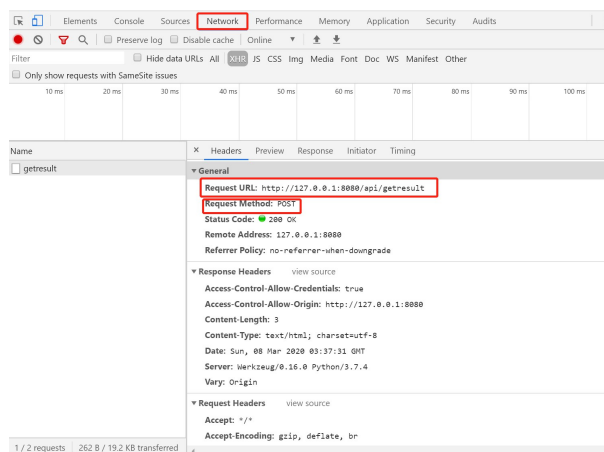 Elements Console Sources Network Performance Memory Application Security Audits
Preserve log Disable cache Online
Filter Hide data URLs All XHR JS CSS Img Media Font Doc WS Manifest Other
Only show requests with SameSite issues
10 ms 20 ms 30 ms 40 ms 50 ms 60 ms 70 ms 80 ms 90 ms 100 ms
Name × Headers Preview Response Initiator Timing
getresult
General
Request URL: http://127.0.0.1:8080/api/getresult
Request Method: POST
Status Code: 200 OK
Remote Address: 127.0.0.1:8080
Referrer Policy: no-referrer-when-downgrade
Response Headers view source
Access-Control-Allow-Credentials: true
Access-Control-Allow-Origin: http://127.0.0.1:8080
Content-Length: 3
Content-Type: text/html; charset=utf-8
Date: Sun, 08 Mar 2020 03:37:31 GMT
Server: Werkzeug/0.16.0 Python/3.7.4
Vary: Origin
Request Headers view source
Accept: */*
Accept-Encoding: gzip, deflate, br
1 / 2 requests 262 B / 19.2 KB transferred